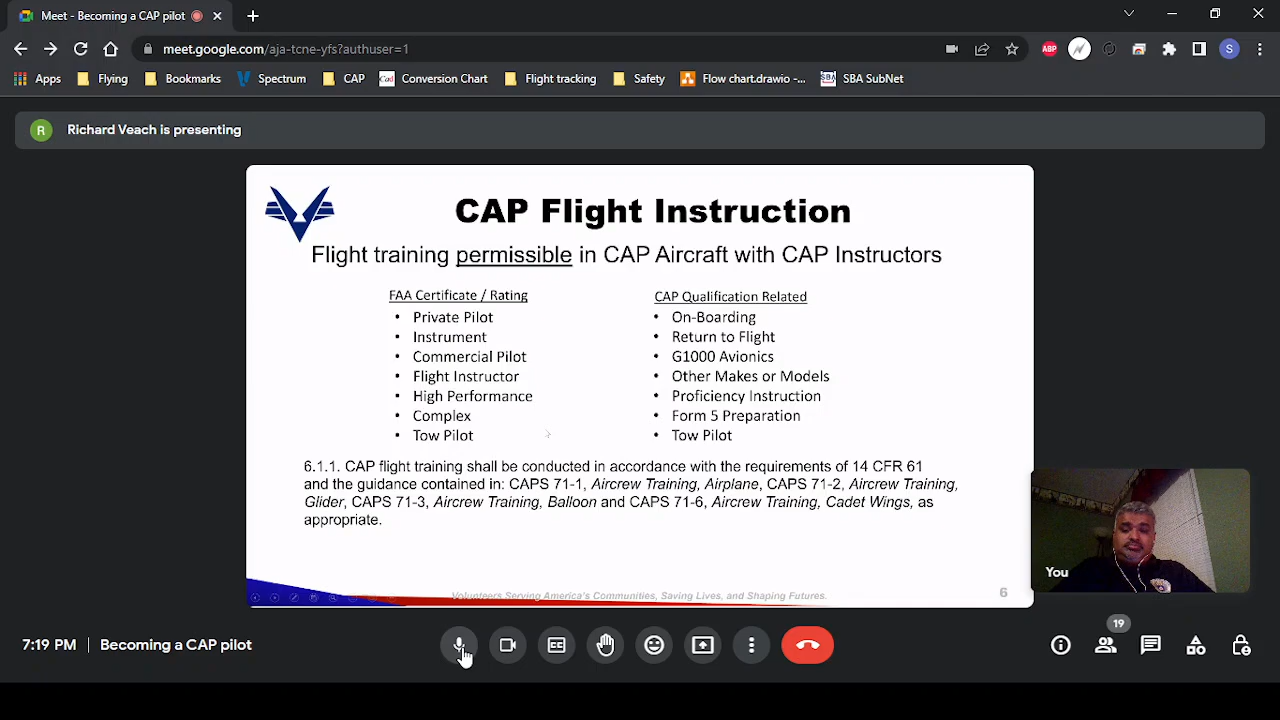 Meet - Becoming a CAP pilot
meet.google.com/aja-tcne-yfs?authuser=1
ABP
S
Apps Flying Bookmarks Spectrum CAP Cad Conversion Chart Flight tracking Safety Flow chart.drawio -... SBA SBA SubNet
R Richard Veach is presenting
CAP Flight Instruction
Flight training permissible in CAP Aircraft with CAP Instructors
FAA Certificate / Rating
• Private Pilot
• Instrument
• Commercial Pilot
• Flight Instructor
• High Performance
• Complex
• Tow Pilot
CAP Qualification Related
• On-Boarding
• Return to Flight
• G1000 Avionics
• Other Makes or Models
• Proficiency Instruction
• Form 5 Preparation
• Tow Pilot
6.1.1. CAP flight training shall be conducted in accordance with the requirements of 14 CFR 61
and the guidance contained in: CAPS 71-1, Aircrew Training, Airplane, CAPS 71-2, Aircrew Training,
Glider, CAPS 71-3, Aircrew Training, Balloon and CAPS 71-6, Aircrew Training, Cadet Wings, as
appropriate.
Volunteers Serving America's Communities, Saving Lives, and Shaping Futures.
6
You
7:19 PM | Becoming a CAP pilot
CC
19